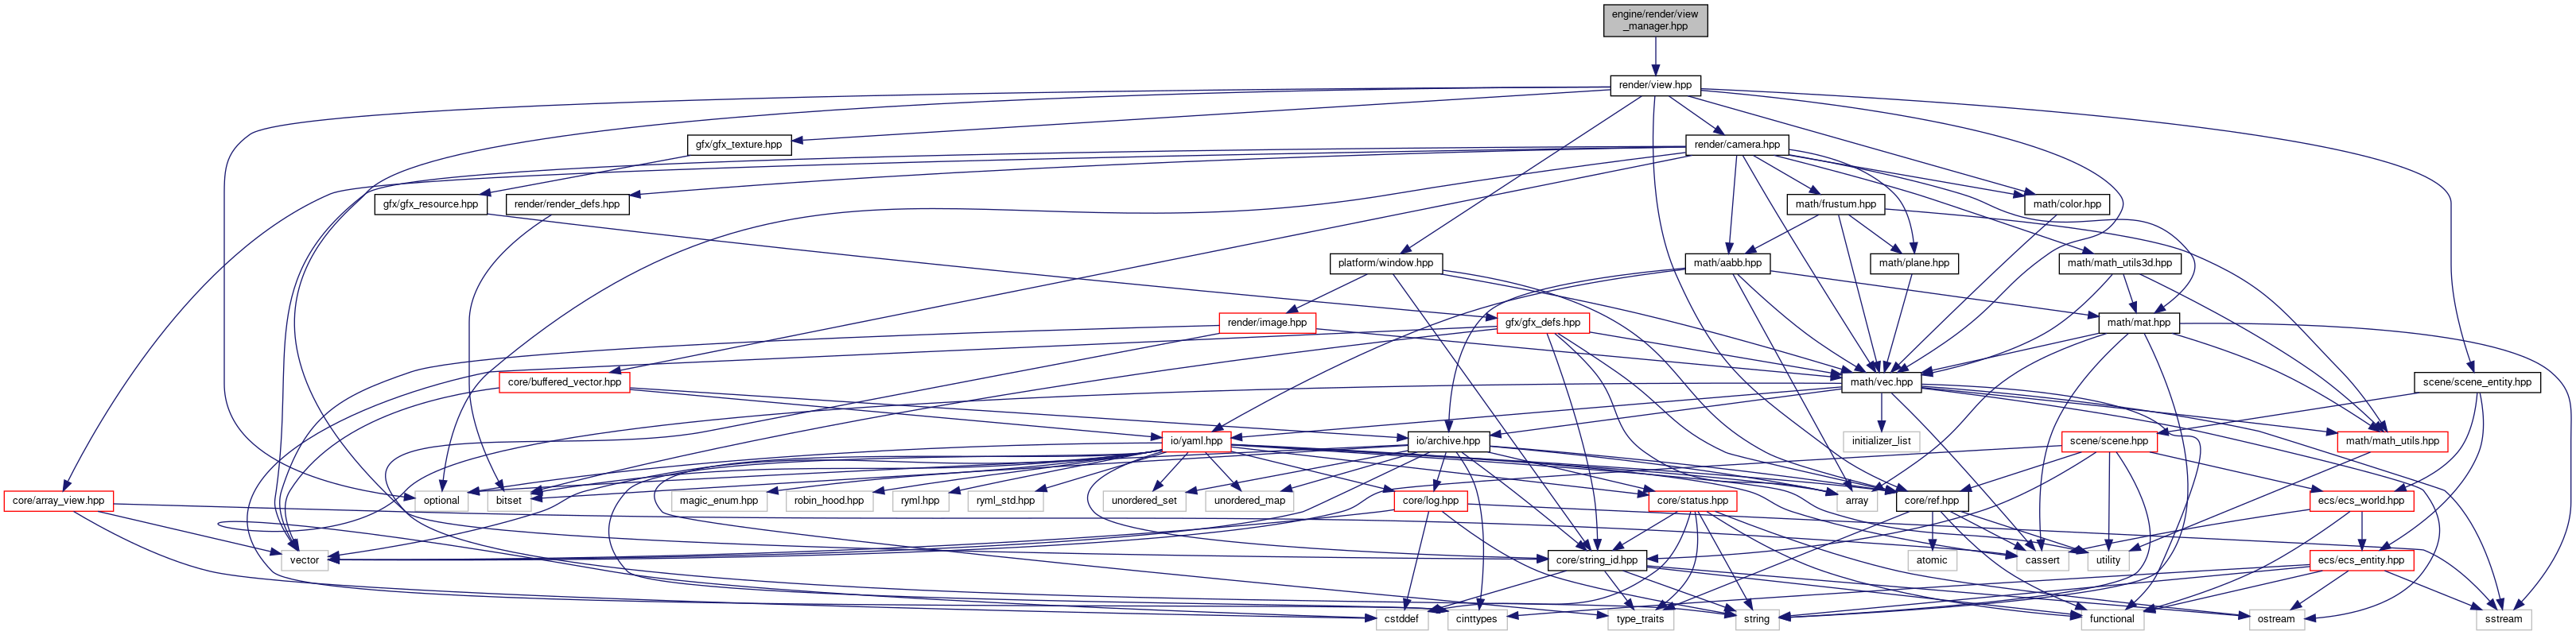 engine/render/view
_manager.hpp
render/view.hpp
gfx/gfx_texture.hpp
render/camera.hpp
gfx/gfx_resource.hpp
render/render_defs.hpp
math/frustum.hpp
math/color.hpp
platform/window.hpp
math/aabb.hpp
math/plane.hpp
math/math_utils3d.hpp
render/image.hpp
gfx/gfx_defs.hpp
math/mat.hpp
core/buffered_vector.hpp
math/vec.hpp
scene/scene_entity.hpp
io/yaml.hpp
io/archive.hpp
initializer_list
scene/scene.hpp
math/math_utils.hpp
core/array_view.hpp
optional
bitset
magic_enum.hpp
robin_hood.hpp
ryml.hpp
ryml_std.hpp
unordered_set
unordered_map
core/log.hpp
core/status.hpp
array
core/ref.hpp
ecs/ecs_world.hpp
vector
core/string_id.hpp
atomic
cassert
utility
ecs/ecs_entity.hpp
cstddef
cinttypes
type_traits
string
functional
ostream
sstream